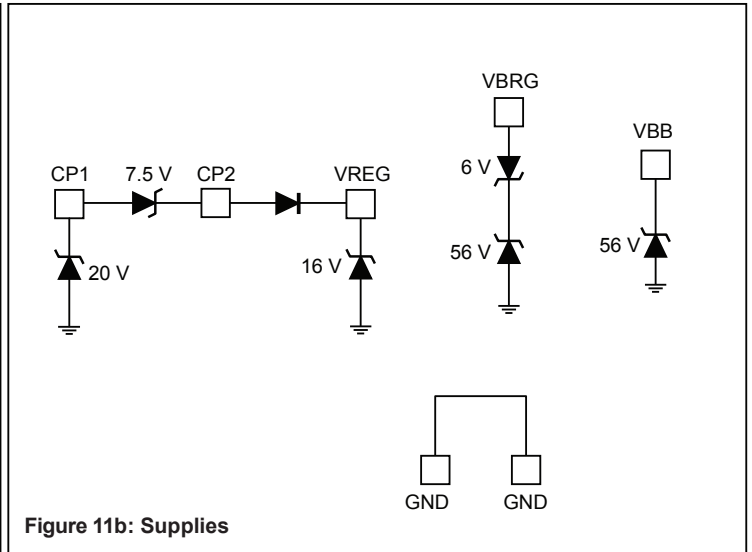 CP1
7.5 V
CP2
VREG
20 V
16 V
VBRG
6 V
56 V
VBB
56 V
GND
GND
Figure 11b: Supplies